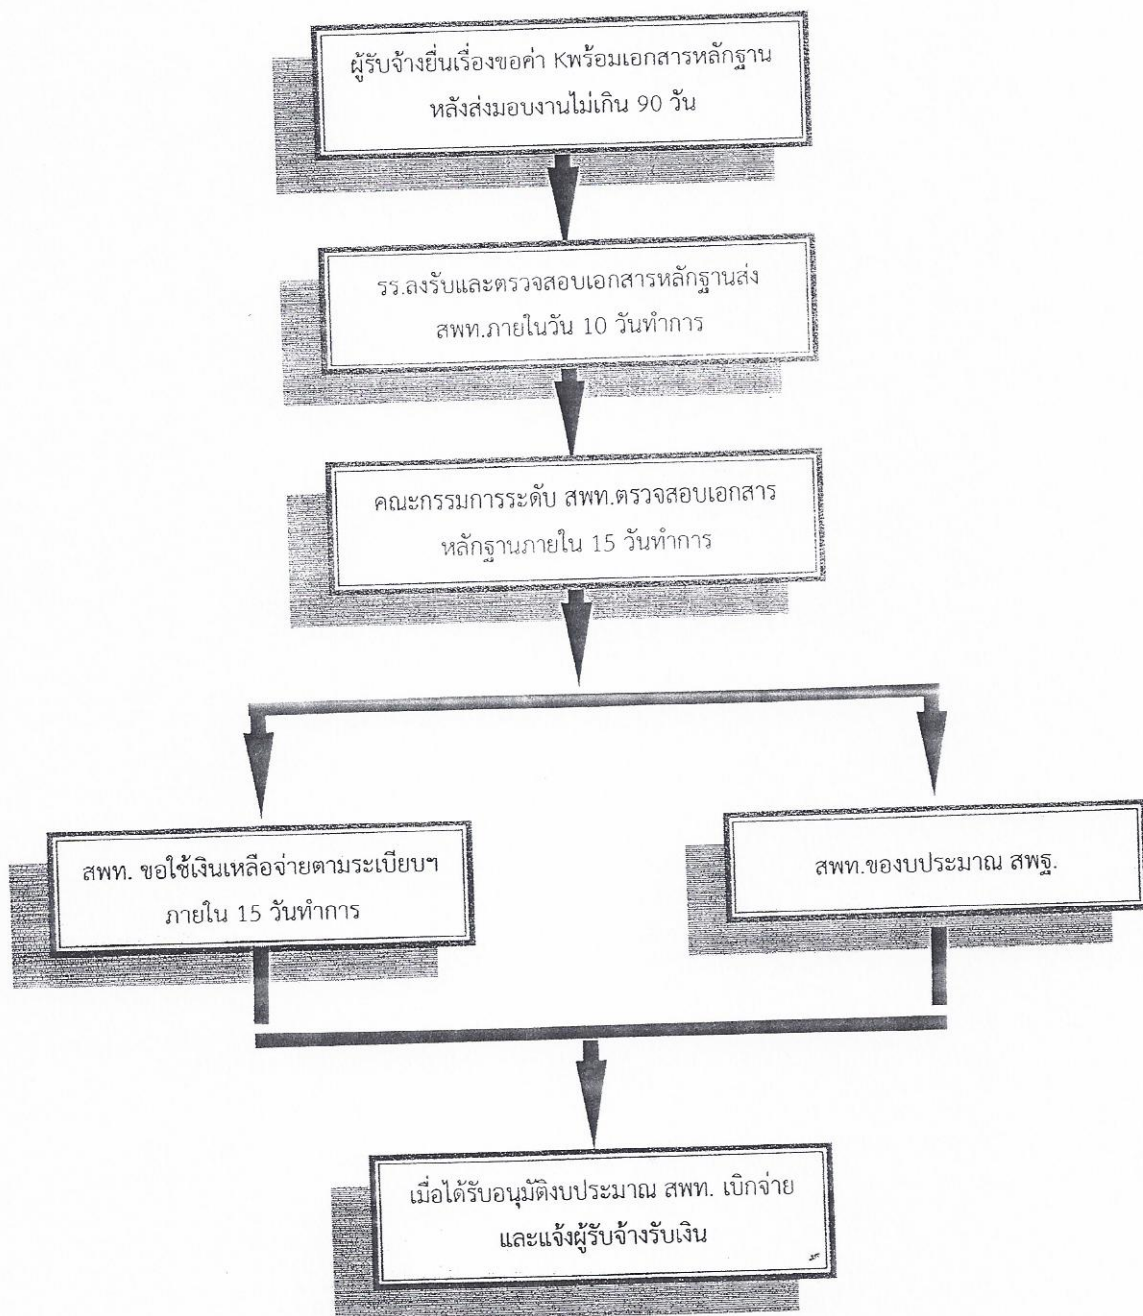 ผู้รับจ้างยื่นเรื่องขอค่า Kพร้อมเอกสารหลักฐาน
หลังส่งมอบงานไม่เกิน 90 วัน
รร.ลงรับและตรวจสอบเอกสารหลักฐานส่ง
สพท.ภายในวัน 10 วันทำการ
คณะกรรมการระดับ สพท.ตรวจสอบเอกสาร
หลักฐานภายใน 15 วันทำการ
สพท. ขอใช้เงินเหลือจ่ายตามระเบียบฯ
ภายใน 15 วันทำการ
สพท.ของบประมาณ สพฐ.
เมื่อได้รับอนุมัติงบประมาณ สพท. เบิกจ่าย
และแจ้งผู้รับจ้างรับเงิน